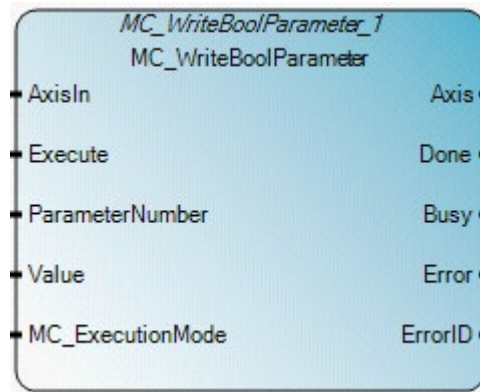 MC_WriteBoolParameter_1
MC_WriteBoolParameter
AxisIn Axis
Execute Done
ParameterNumber Busy
Value Error
MC_ExecutionMode ErrorID